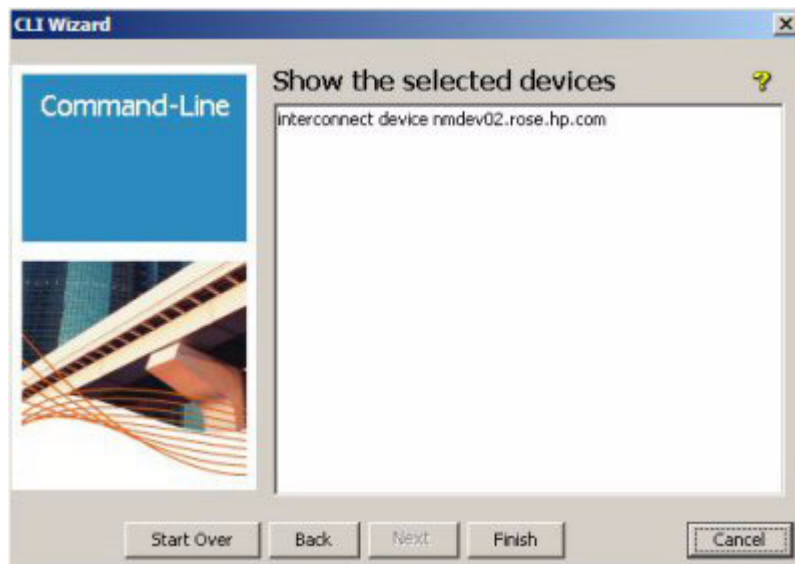 CLI Wizard
Command-Line
Show the selected devices
?
interconnect device nmdev02.rose.hp.com
Start Over
Back
Next
Finish
Cancel